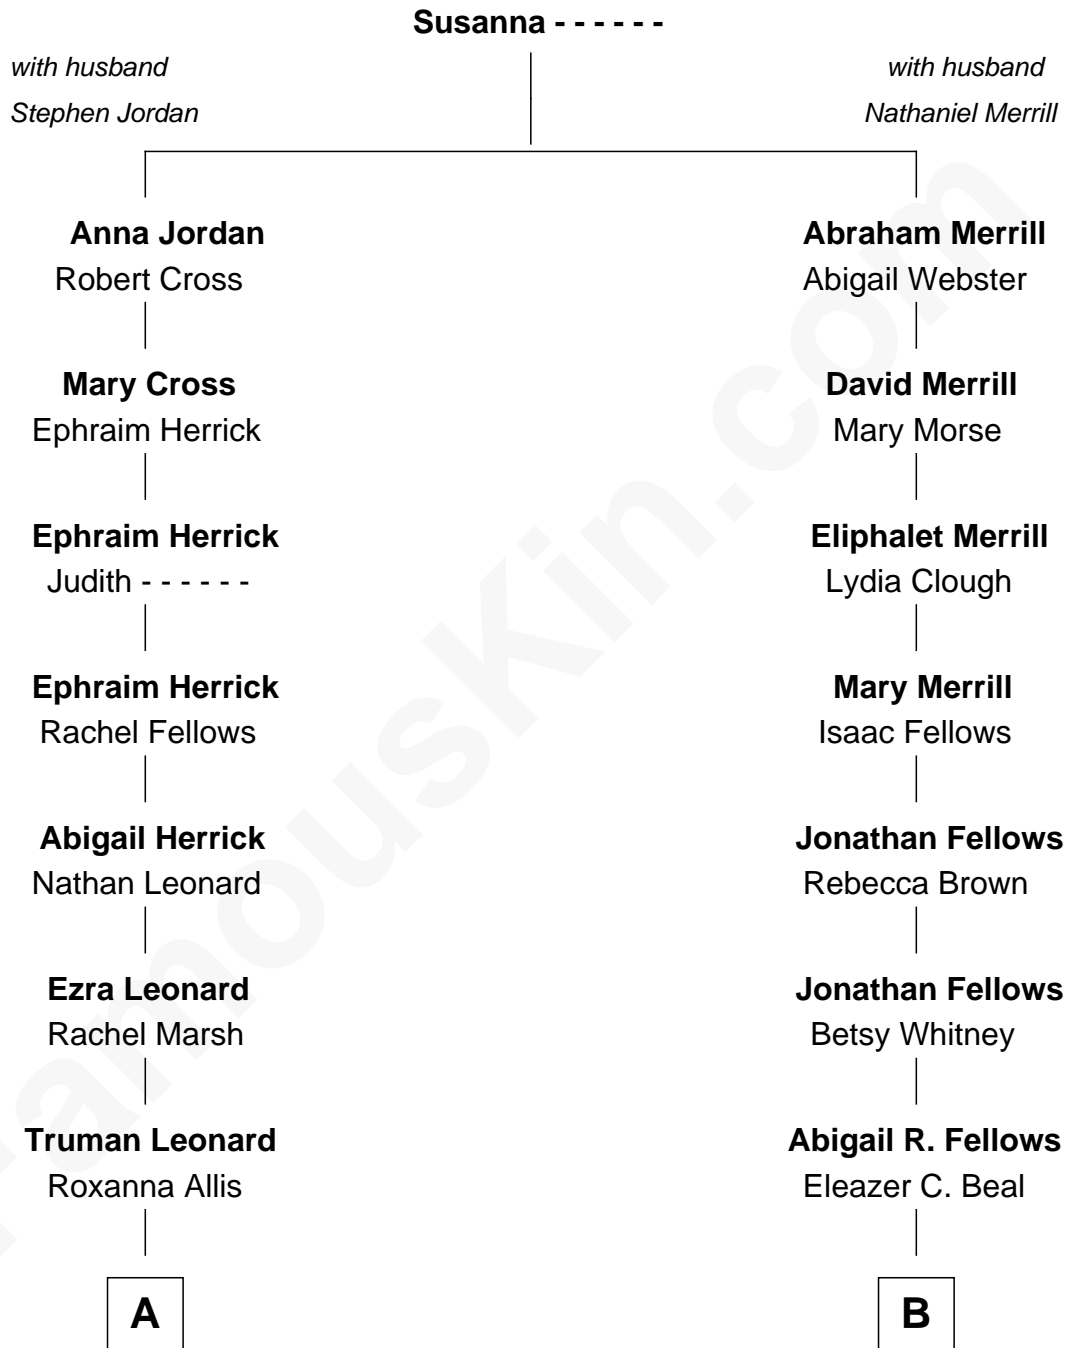 Susanna - - - - - -
with husband
Stephen Jordan
with husband
Nathaniel Merrill
Anna Jordan
Robert Cross
Abraham Merrill
Abigail Webster
Mary Cross
Ephraim Herrick
David Merrill
Mary Morse
Ephraim Herrick
Judith - - - - - -
Eliphalet Merrill
Lydia Clough
Ephraim Herrick
Rachel Fellows
Mary Merrill
Isaac Fellows
Abigail Herrick
Nathan Leonard
Jonathan Fellows
Rebecca Brown
Ezra Leonard
Rachel Marsh
Jonathan Fellows
Betsy Whitney
Truman Leonard
Roxanna Allis
Abigail R. Fellows
Eleazer C. Beal
A
B
FamousKin.com